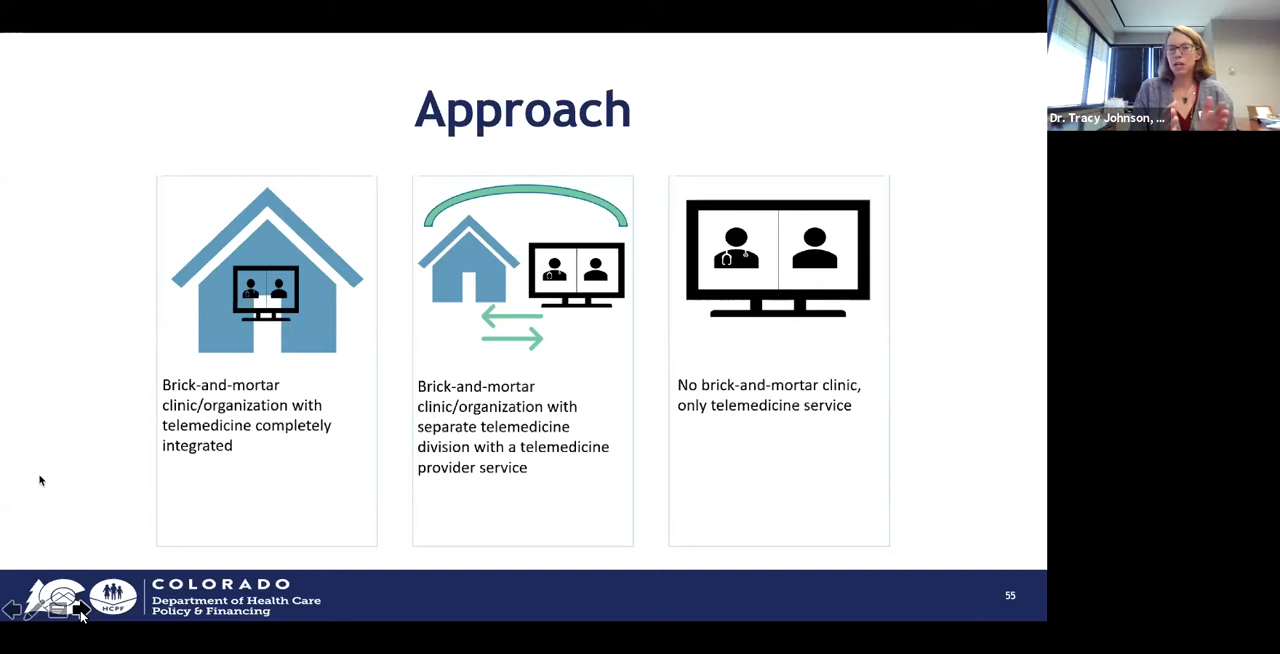 Approach
Dr. Tracy Johnson, ...
Brick-and-mortar
clinic/organization with
telemedicine completely
integrated
Brick-and-mortar
clinic/organization with
separate telemedicine
division with a telemedicine
provider service
No brick-and-mortar clinic,
only telemedicine service
HCPF
COLORADO
Department of Health Care
Policy & Financing
55